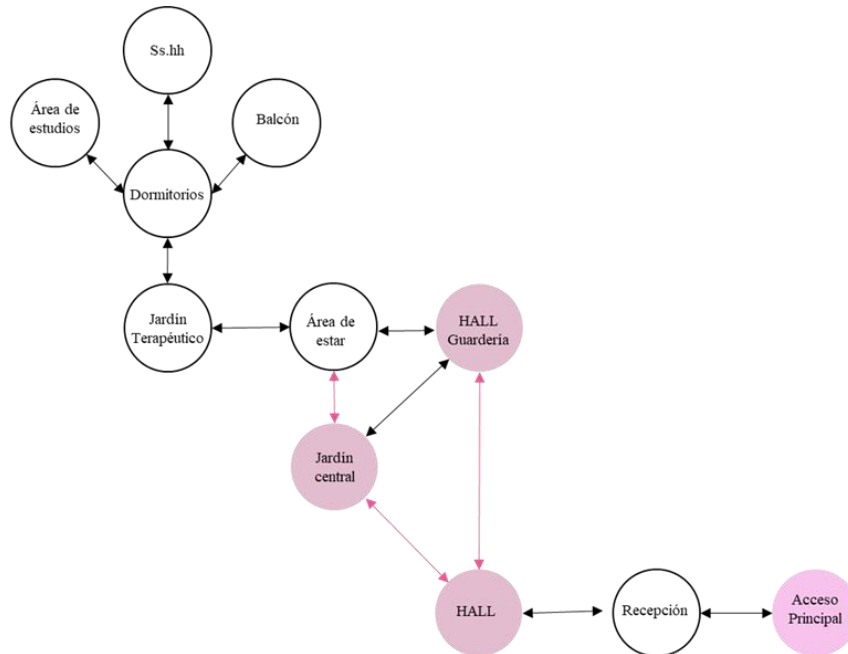 Ss.hh
Área de
estudios
Balcón
Dormitorios
Jardín
Terapéutico
Área de
estar
HALL
Guardería
Jardín
central
HALL
Recepción
Acceso
Principal